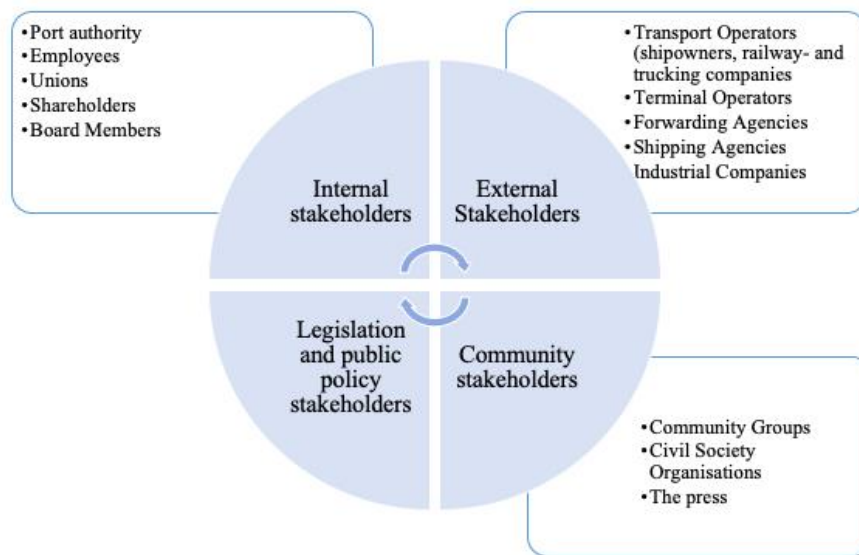 •Port authority
•Employees
•Unions
•Shareholders
•Board Members
•Transport Operators
(shipowners, railway- and
trucking companies
•Terminal Operators
•Forwarding Agencies
•Shipping Agencies
Industrial Companies
Internal
stakeholders
External
Stakeholders
Legislation
and public
policy
stakeholders
Community
stakeholders
•Community Groups
•Civil Society
Organisations
•The press